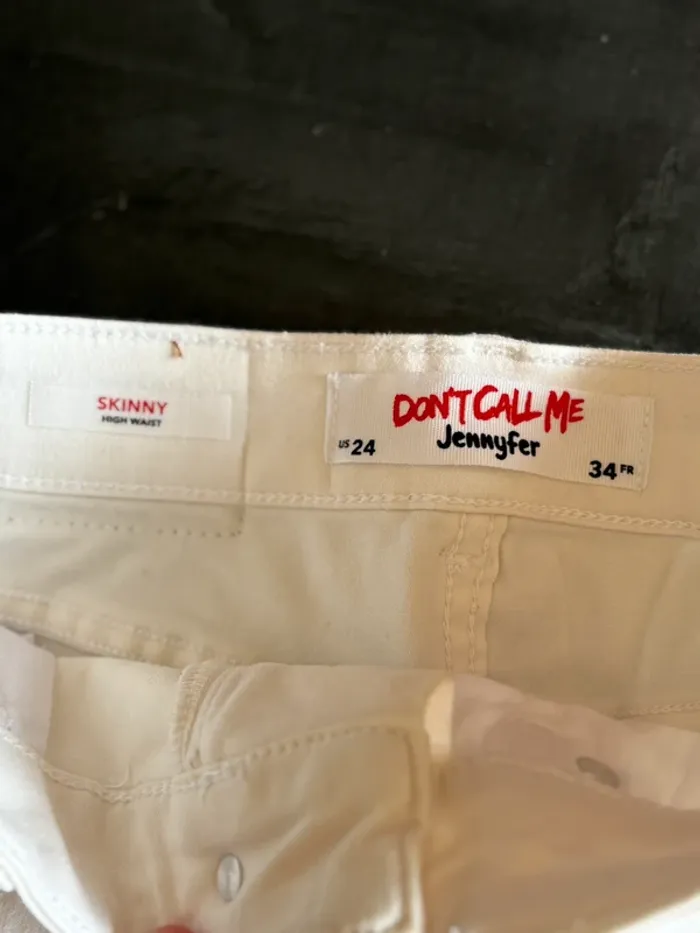 SKINNY
HIGH WAIST
DON'T CALL ME
Jennyfer
US 24
34 FR